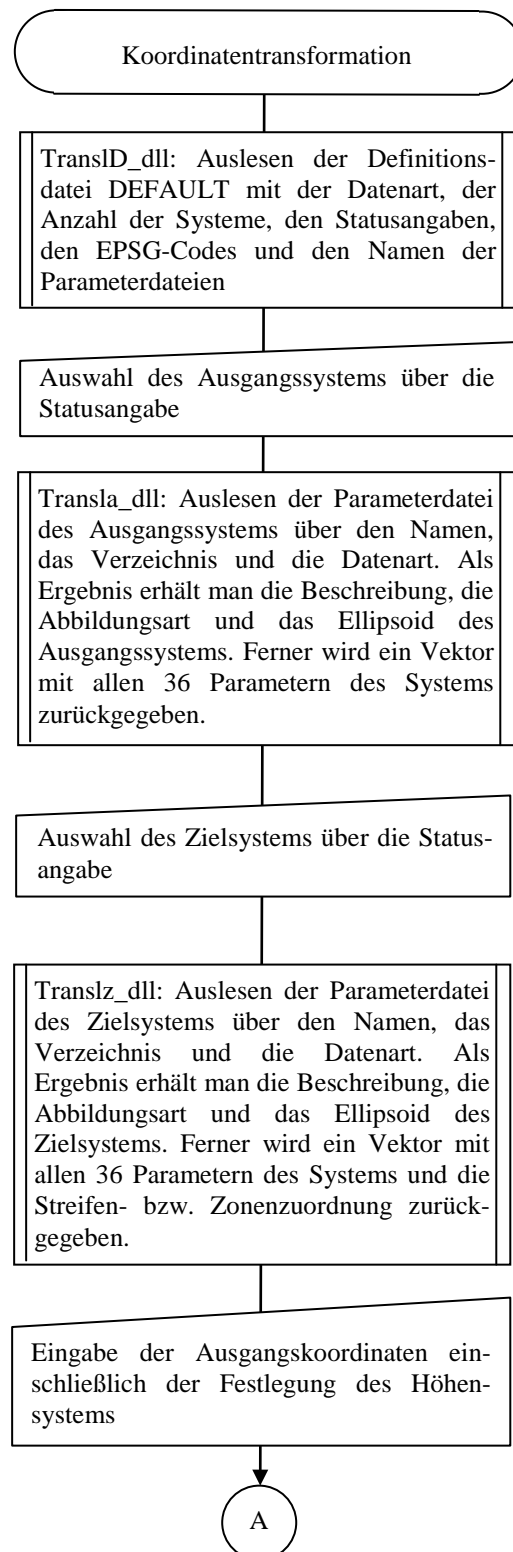 Koordinatentransformation
TranslD_dll: Auslesen der Definitions-
datei DEFAULT mit der Datenart, der
Anzahl der Systeme, den Statusangaben,
den EPSG-Codes und den Namen der
Parameterdateien
Auswahl des Ausgangssystems über die
Statusangabe
Transla_dll: Auslesen der Parameterdatei
des Ausgangssystems über den Namen,
das Verzeichnis und die Datenart. Als
Ergebnis erhält man die Beschreibung, die
Abbildungsart und das Ellipsoid des
Ausgangssystems. Ferner wird ein Vektor
mit allen 36 Parametern des Systems
zurückgegeben.
Auswahl des Zielsystems über die Status-
angabe
Translz_dll: Auslesen der Parameterdatei
des Zielsystems über den Namen, das
Verzeichnis und die Datenart. Als
Ergebnis erhält man die Beschreibung, die
Abbildungsart und das Ellipsoid des
Zielsystems. Ferner wird ein Vektor mit
allen 36 Parametern des Systems und die
Streifen- bzw. Zonenzuordnung zurück-
gegeben.
Eingabe der Ausgangskoordinaten ein-
schließlich der Festlegung des Höhen-
systems
A